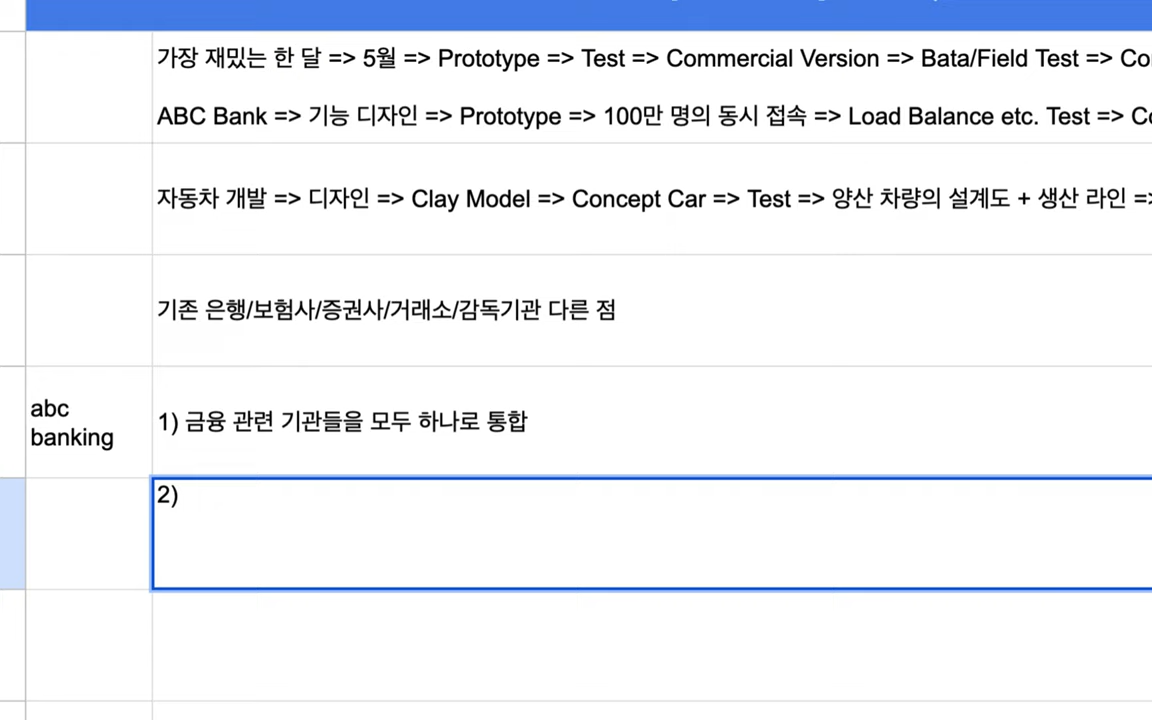 가장 재밌는 한 달 => 5월 => Prototype => Test => Commercial Version => Bata/Field Test =>
ABC Bank => 기능 디자인 => Prototype => 100만 명의 동시 접속 => Load Balance etc. Test =>
자동차 개발 => 디자인 => Clay Model => Concept Car => Test => 양산 차량의 설계도 + 생산 라인 =>
기존 은행/보험사/증권사/거래소/감독기관 다른 점
abc
banking
1) 금융 관련 기관들을 모두 하나로 통합
2)